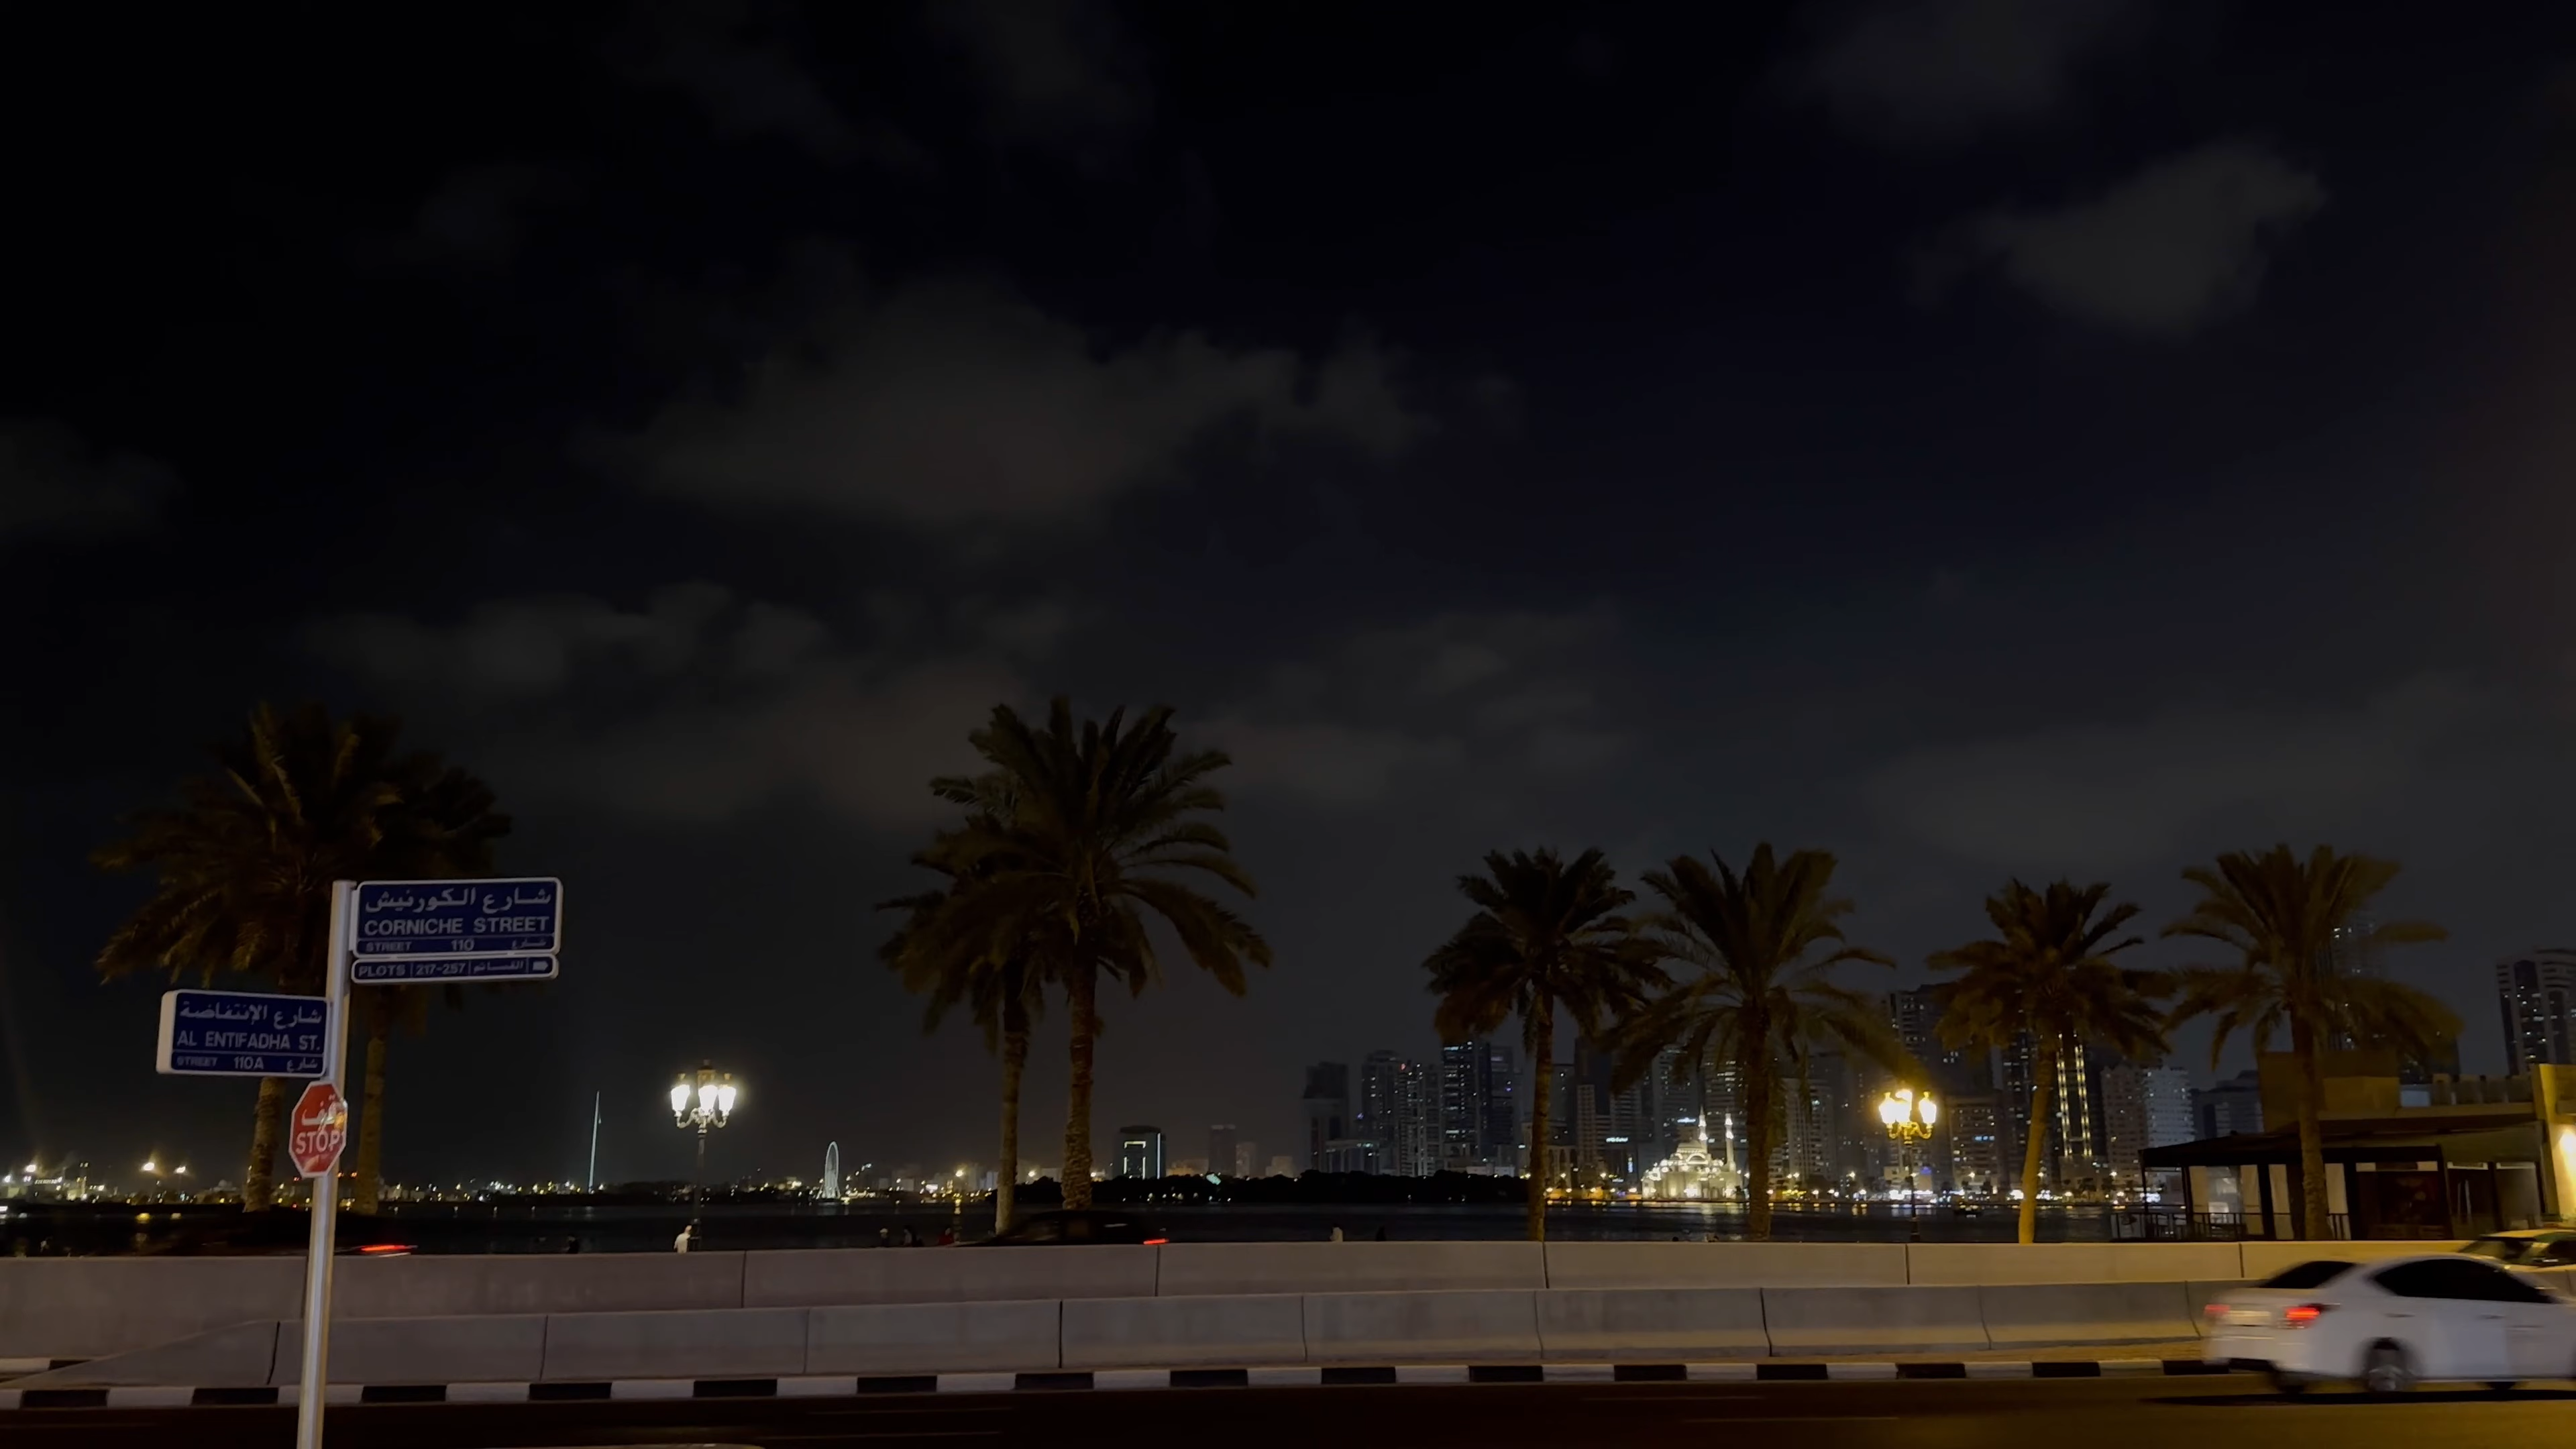 شارع الكورنيش
CORNICHE STREET
STREET 110 شارع
PLOTS 217-257 القسائم
شارع الإنتفاضة
AL ENTIFADHA ST.
STREET 110A شارع
قف
STOP